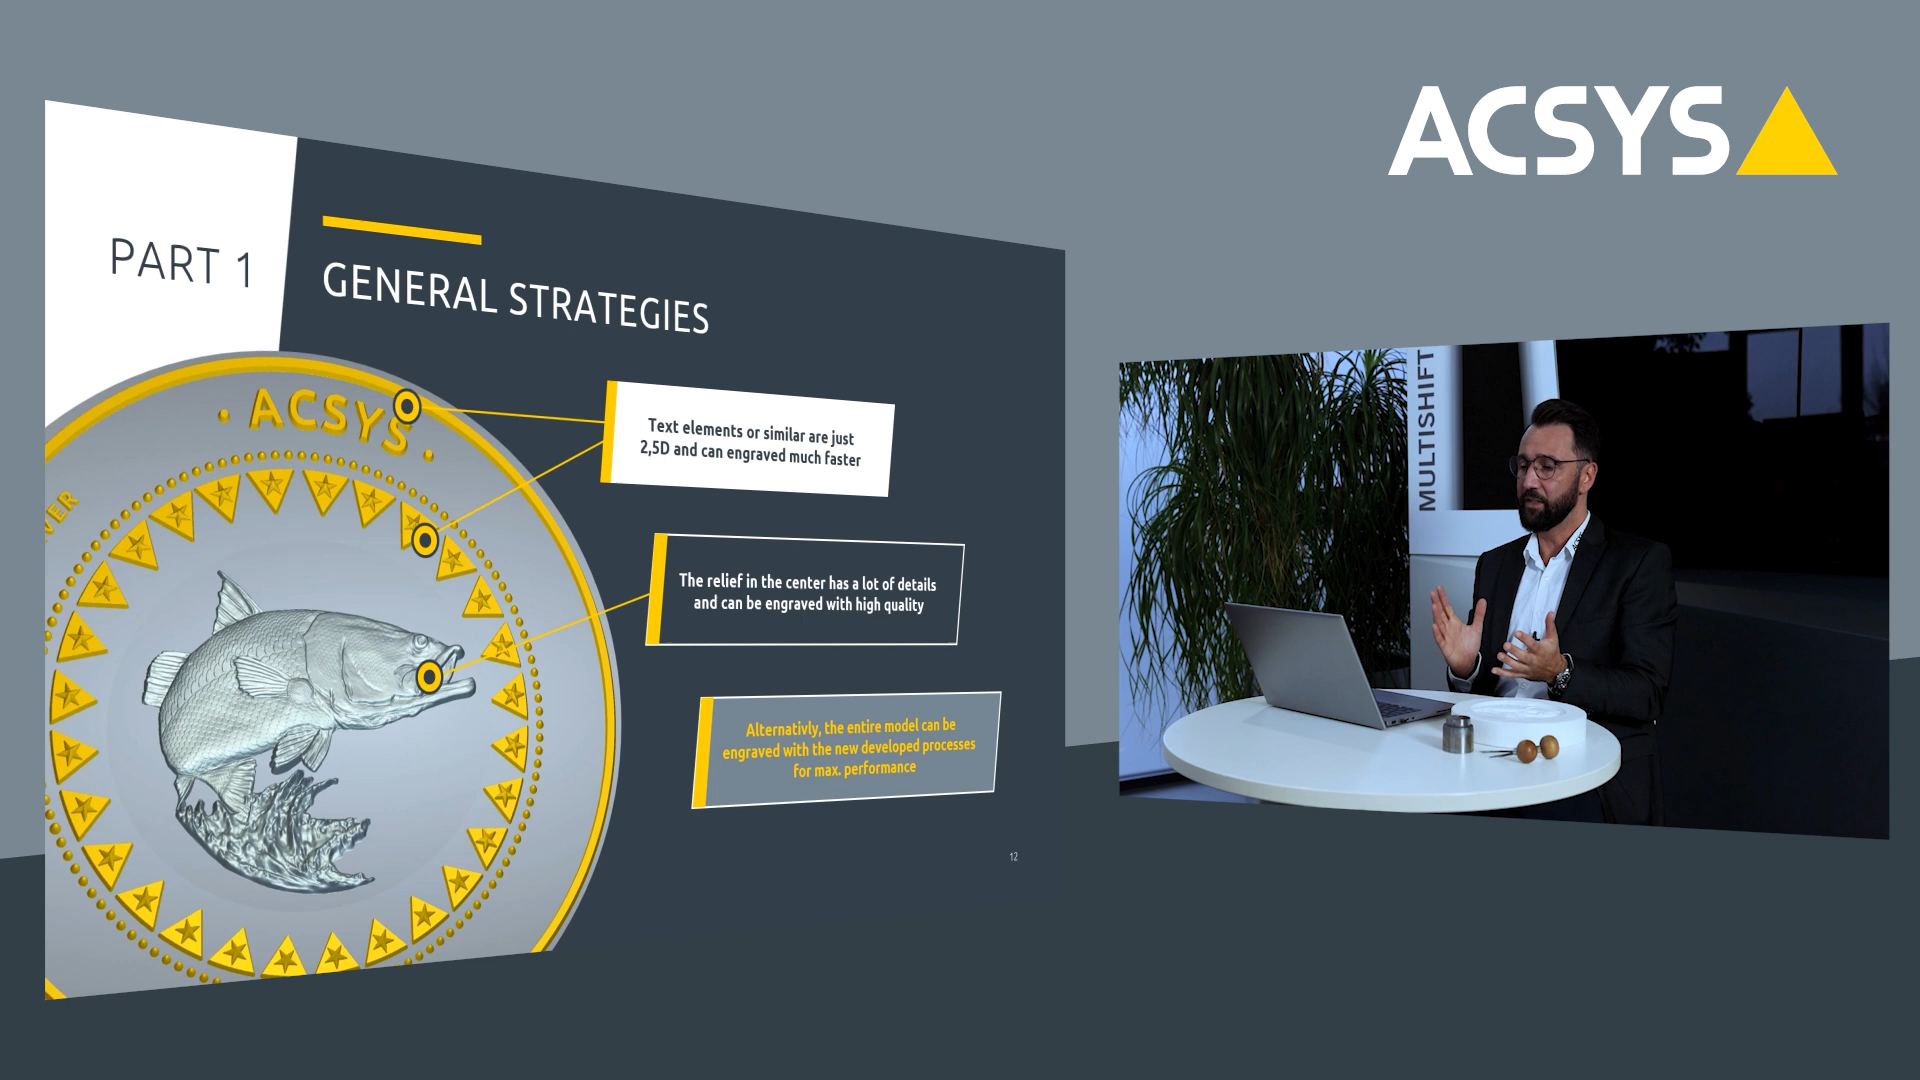 ACSYS
PART 1
GENERAL STRATEGIES
· ACSYS ·
VER
Text elements or similar are just
2,5D and can engraved much faster
The relief in the center has a lot of details
and can be engraved with high quality
Alternativly, the entire model can be
engraved with the new developed processes
for max. performance
12
MULTISHIFT